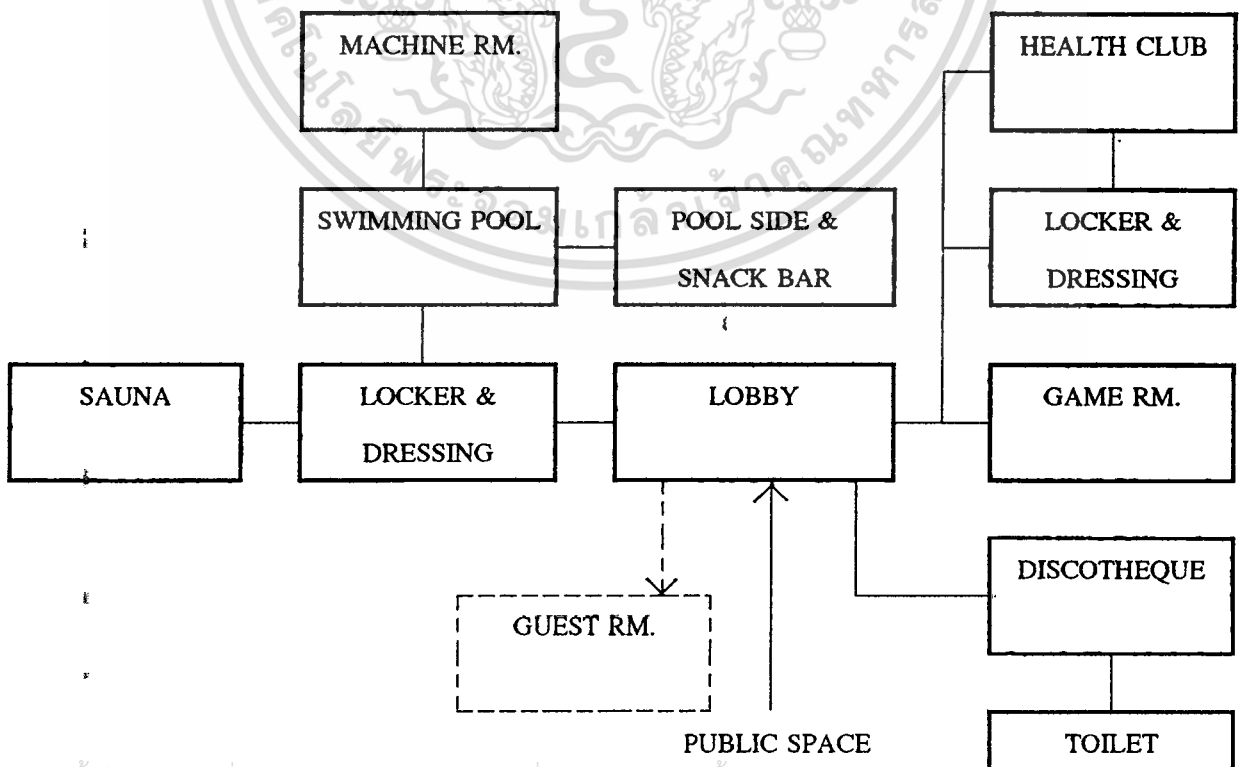 MACHINE RM.
HEALTH CLUB
SWIMMING POOL
POOL SIDE &
SNACK BAR
LOCKER &
DRESSING
SAUNA
LOCKER &
DRESSING
LOBBY
GAME RM.
DISCOTHEQUE
GUEST RM.
PUBLIC SPACE
TOILET